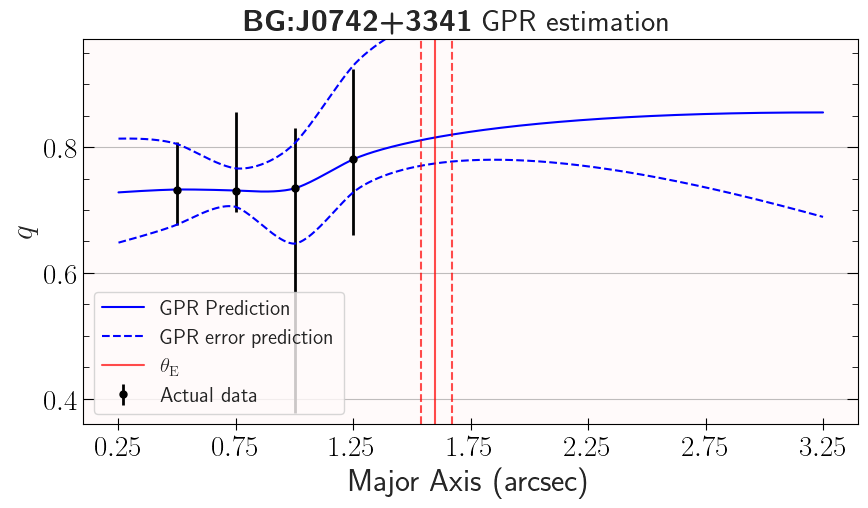 BG:J0742+3341 GPR estimation
q
0.8
0.6
0.4
GPR Prediction
GPR error prediction
θE
Actual data
0.25 0.75 1.25 1.75 2.25 2.75 3.25
Major Axis (arcsec)